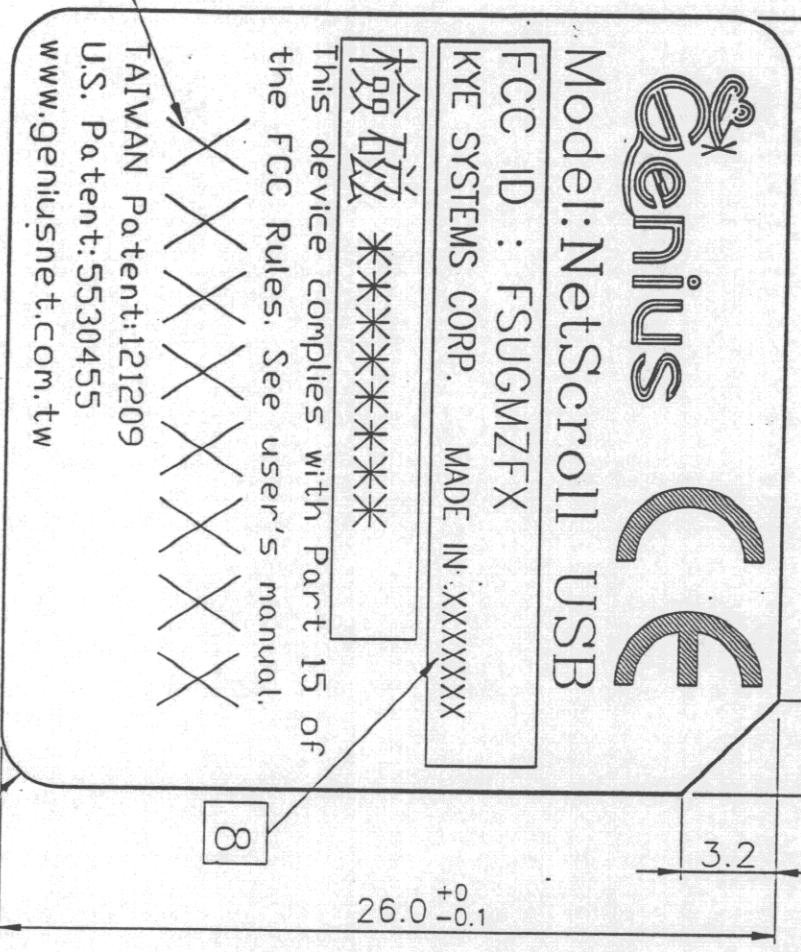 Genius CE
Model:NetScroll USB
FCC ID : FSUGMZFX
KYE SYSTEMS CORP. MADE IN:XXXXXX
檢磁 ********
This device complies with Part 15 of
the FCC Rules. See user's manual.
XXXXXXXX
TAIWAN Patent:121209
U.S. Patent:5530455
www.geniusnet.com.tw
8
3.2
26.0 +0 -0.1